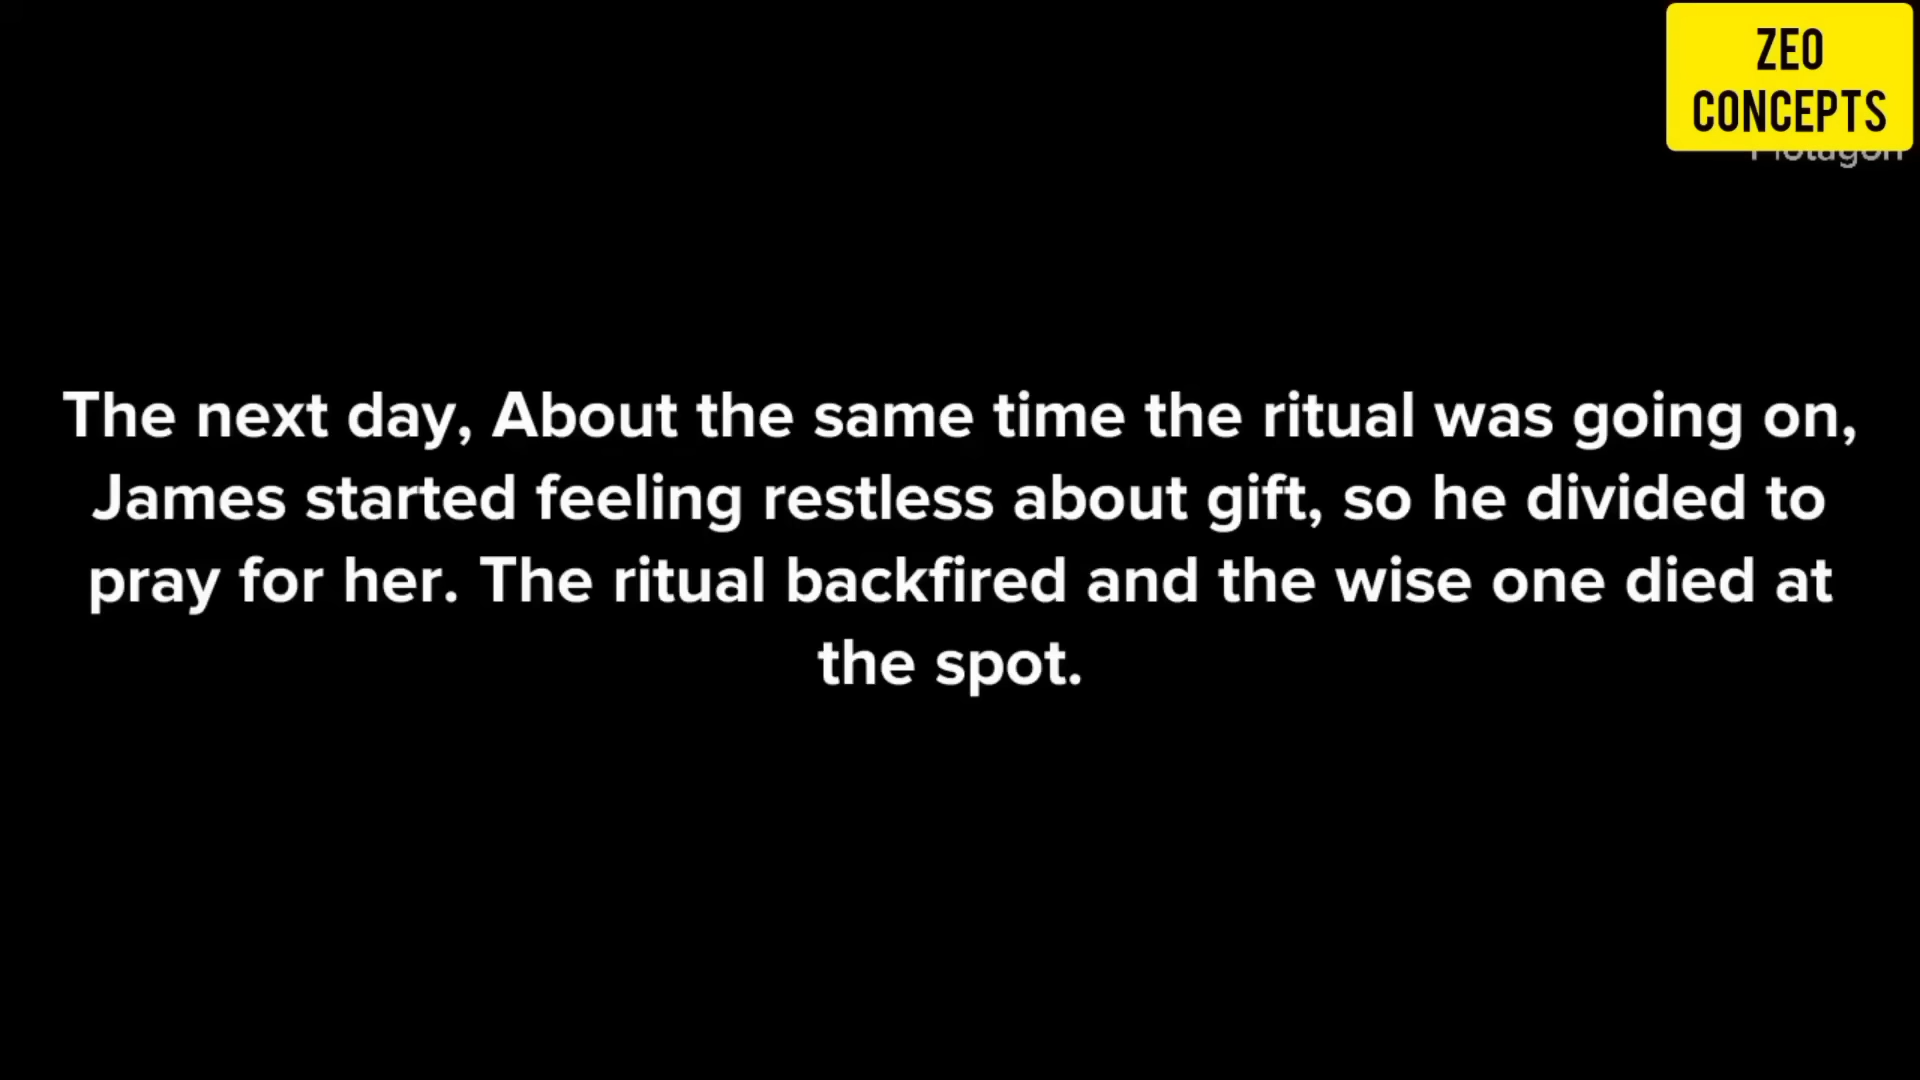 ZEO
CONCEPTS
The next day, About the same time the ritual was going on,
James started feeling restless about gift, so he divided to
pray for her. The ritual backfired and the wise one died at
the spot.